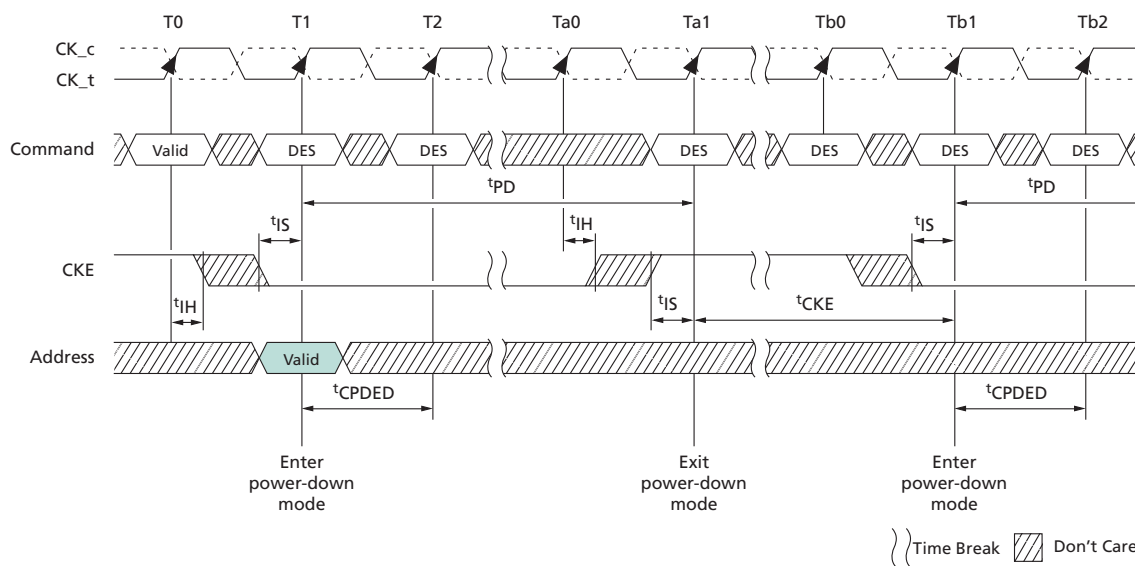 T0 T1 T2 Ta0 Ta1 Tb0 Tb1 Tb2
CK_c
CK_t
Command Valid DES DES DES DES DES DES
tPD tPD
tIH
tIS tIS
CKE
tIH tIS tCKE
Address Valid
tCPDED tCPDED
Enter power-down mode
Exit power-down mode
Enter power-down mode
Time Break Don't Care